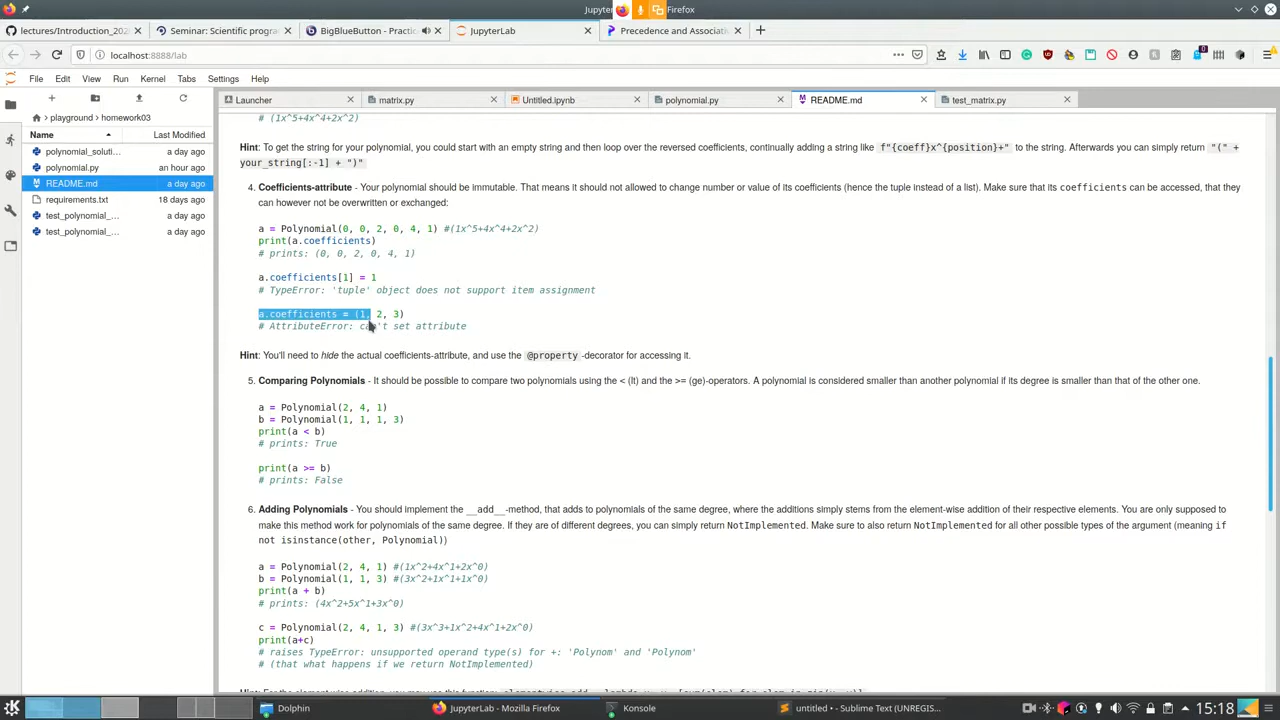 Jupyter Firefox
lectures/Introduction_202
Seminar: Scientific progra
BigBlueButton - Practice
JupyterLab
Precedence and Associati
localhost:8888/lab
File Edit View Run Kernel Tabs Settings Help
Launcher
matrix.py
Untitled.ipynb
polynomial.py
README.md
test_matrix.py
playground / homework03
Name Last Modified
polynomial_soluti... a day ago
polynomial.py an hour ago
README.md a day ago
requirements.txt 18 days ago
test_polynomial_... a day ago
test_polynomial_... a day ago
# (1x^5+4x^4+2x^2)
Hint: To get the string for your polynomial, you could start with an empty string and then loop over the reversed coefficients, continually adding a string like f"{coeff}x^{position}+" to the string. Afterwards you can simply return "(" +
your_string[:-1] + ")"
4. Coefficients-attribute - Your polynomial should be immutable. That means it should not allowed to change number or value of its coefficients (hence the tuple instead of a list). Make sure that its coefficients can be accessed, that they
can however not be overwritten or exchanged:
a = Polynomial(0, 0, 2, 0, 4, 1) #(1x^5+4x^4+2x^2)
print(a.coefficients)
# prints: (0, 0, 2, 0, 4, 1)
a.coefficients[1] = 1
# TypeError: 'tuple' object does not support item assignment
a.coefficients = (1, 2, 3)
# AttributeError: can't set attribute
Hint: You'll need to hide the actual coefficients-attribute, and use the @property -decorator for accessing it.
5. Comparing Polynomials - It should be possible to compare two polynomials using the < (lt) and the >= (ge)-operators. A polynomial is considered smaller than another polynomial if its degree is smaller than that of the other one.
a = Polynomial(2, 4, 1)
b = Polynomial(1, 1, 1, 3)
print(a < b)
# prints: True
print(a >= b)
# prints: False
6. Adding Polynomials - You should implement the __add__-method, that adds to polynomials of the same degree, where the additions simply stems from the element-wise addition of their respective elements. You are only supposed to
make this method work for polynomials of the same degree. If they are of different degrees, you can simply return NotImplemented. Make sure to also return NotImplemented for all other possible types of the argument (meaning if
not isinstance(other, Polynomial))
a = Polynomial(2, 4, 1) #(1x^2+4x^1+2x^0)
b = Polynomial(1, 1, 3) #(3x^2+1x^1+1x^0)
print(a + b)
# prints: (4x^2+5x^1+3x^0)
c = Polynomial(2, 4, 1, 3) #(3x^3+1x^2+4x^1+2x^0)
print(a+c)
# raises TypeError: unsupported operand type(s) for +: 'Polynom' and 'Polynom'
# (that what happens if we return NotImplemented)
Dolphin
JupyterLab - Mozilla Firefox
Konsole
untitled • - Sublime Text (UNREGIS...
15:18